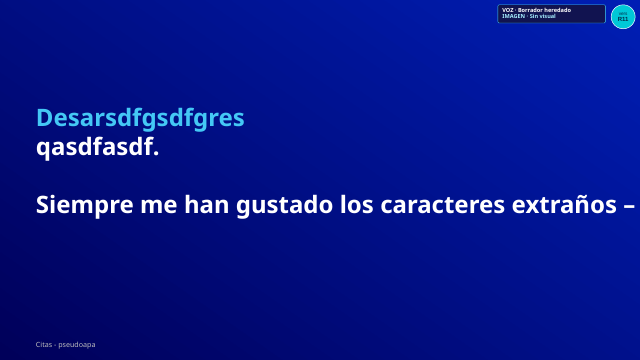 VOZ · Borrador heredado
IMAGEN · Sin visual
R11
Desarsdfgsdfgres
qasdfasdf.
Siempre me han gustado los caracteres extraños –
Citas - pseudoapa